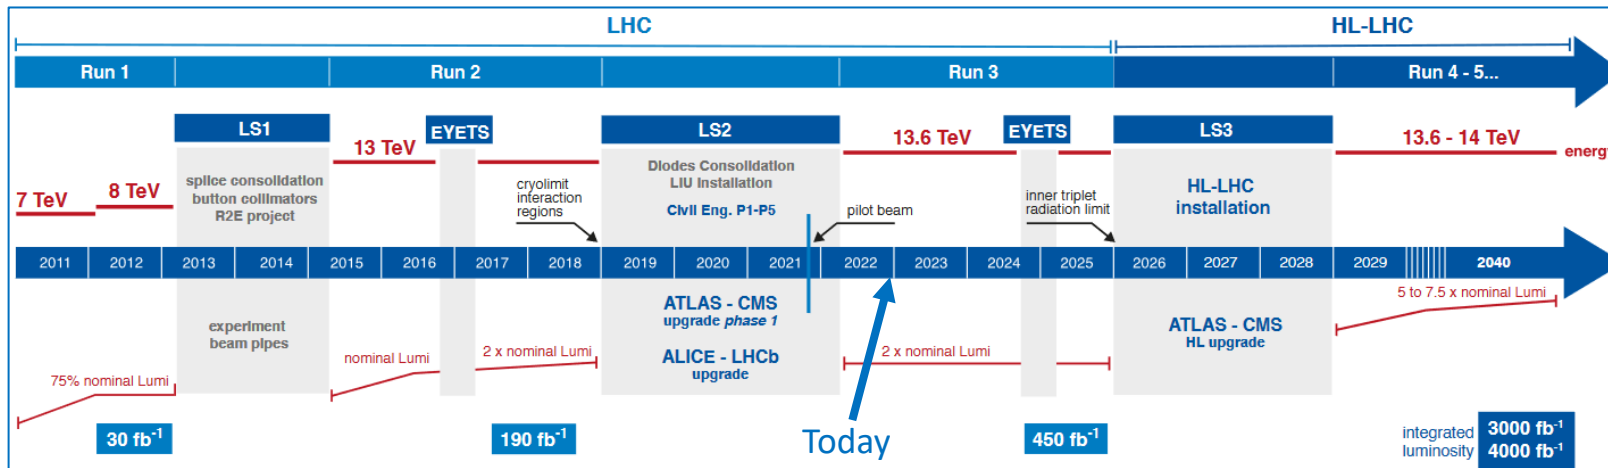 LHC
HL-LHC
Run 1
Run 2
Run 3
Run 4 - 5...
LS1
EYETS
LS2
EYETS
LS3
13 TeV
13.6 TeV
13.6 - 14 TeV
energy
7 TeV
8 TeV
splice consolidation
button collimators
R2E project
cryolimit
interaction
regions
Diodes Consolidation
LIU Installation
Civil Eng. P1-P5
pilot beam
inner triplet
radiation limit
HL-LHC
installation
2011
2012
2013
2014
2015
2016
2017
2018
2019
2020
2021
2022
2023
2024
2025
2026
2027
2028
2029
2040
experiment
beam pipes
ATLAS - CMS
upgrade phase 1
ALICE - LHCb
upgrade
ATLAS - CMS
HL upgrade
5 to 7.5 x nominal Lumi
75% nominal Lumi
nominal Lumi
2 x nominal Lumi
2 x nominal Lumi
30 fb⁻¹
190 fb⁻¹
Today
450 fb⁻¹
integrated
luminosity
3000 fb⁻¹
4000 fb⁻¹